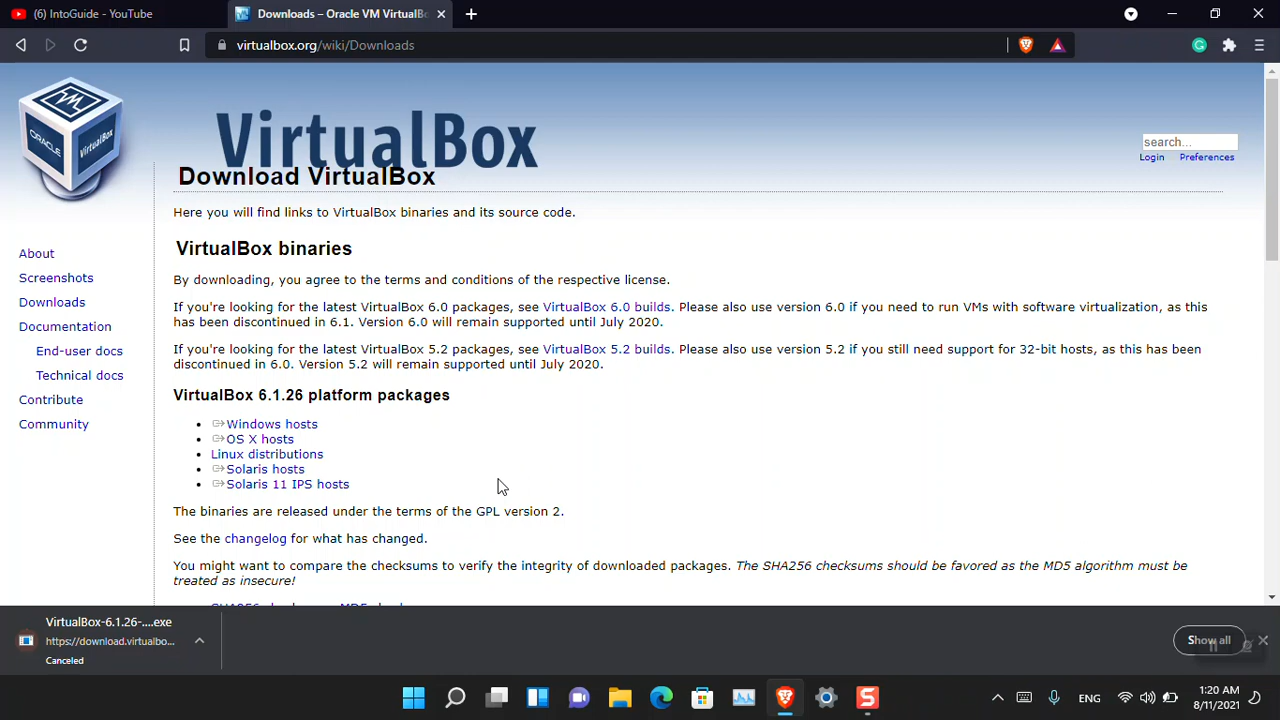 (6) IntoGuide - YouTube
Downloads – Oracle VM VirtualBo
virtualbox.org/wiki/Downloads
VirtualBox
ORACLE
VirtualBox
search...
Login Preferences
Download VirtualBox
Here you will find links to VirtualBox binaries and its source code.
VirtualBox binaries
About
Screenshots
Downloads
Documentation
End-user docs
Technical docs
Contribute
Community
By downloading, you agree to the terms and conditions of the respective license.
If you're looking for the latest VirtualBox 6.0 packages, see VirtualBox 6.0 builds. Please also use version 6.0 if you need to run VMs with software virtualization, as this
has been discontinued in 6.1. Version 6.0 will remain supported until July 2020.
If you're looking for the latest VirtualBox 5.2 packages, see VirtualBox 5.2 builds. Please also use version 5.2 if you still need support for 32-bit hosts, as this has been
discontinued in 6.0. Version 5.2 will remain supported until July 2020.
VirtualBox 6.1.26 platform packages
Windows hosts
OS X hosts
Linux distributions
Solaris hosts
Solaris 11 IPS hosts
The binaries are released under the terms of the GPL version 2.
See the changelog for what has changed.
You might want to compare the checksums to verify the integrity of downloaded packages. The SHA256 checksums should be favored as the MD5 algorithm must be
treated as insecure!
VirtualBox-6.1.26-....exe
https://download.virtualbo...
Canceled
Show all
ENG
1:20 AM
8/11/2021